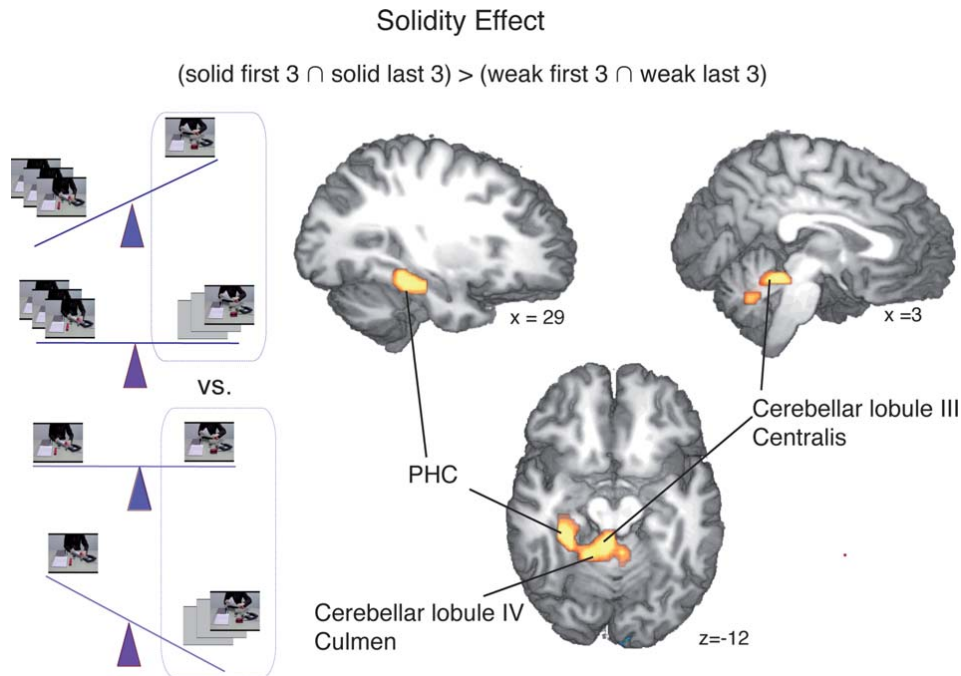 Solidity Effect
(solid first 3 ∩ solid last 3) > (weak first 3 ∩ weak last 3)
x = 29
x =3
vs.
PHC
Cerebellar lobule III
Centralis
Cerebellar lobule IV
Culmen
z=-12